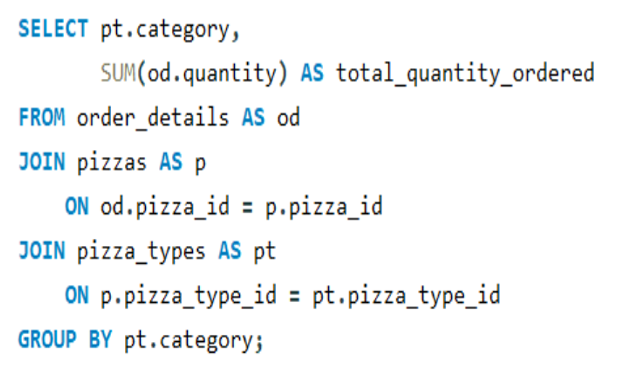 SELECT pt.category,
SUM(od.quantity) AS total_quantity_ordered
FROM order_details AS od
JOIN pizzas AS p
ON od.pizza_id = p.pizza_id
JOIN pizza_types AS pt
ON p.pizza_type_id = pt.pizza_type_id
GROUP BY pt.category;